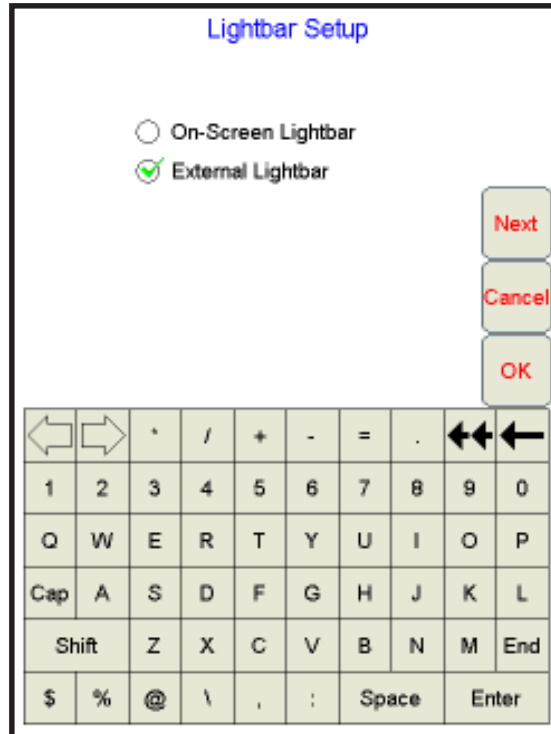 Lightbar Setup
On-Screen Lightbar
External Lightbar
Next
Cancel
OK
* / + - = .
1 2 3 4 5 6 7 8 9 0
Q W E R T Y U I O P
Cap A S D F G H J K L
Shift Z X C V B N M End
$ % @ \ , : Space Enter